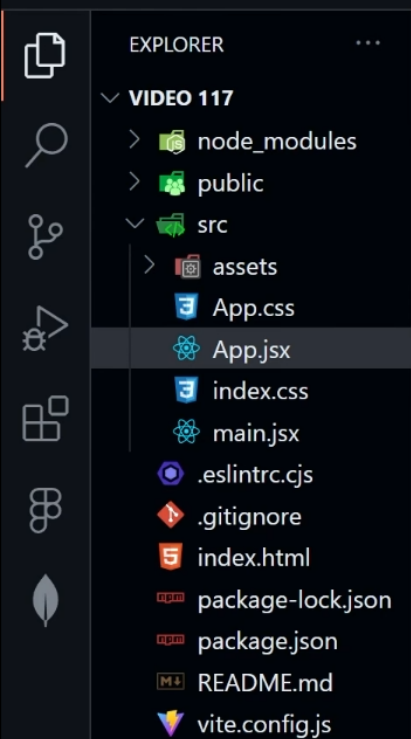 EXPLORER
VIDEO 117
node_modules
public
src
assets
App.css
App.jsx
index.css
main.jsx
.eslintrc.cjs
.gitignore
index.html
package-lock.json
package.json
README.md
vite.config.js